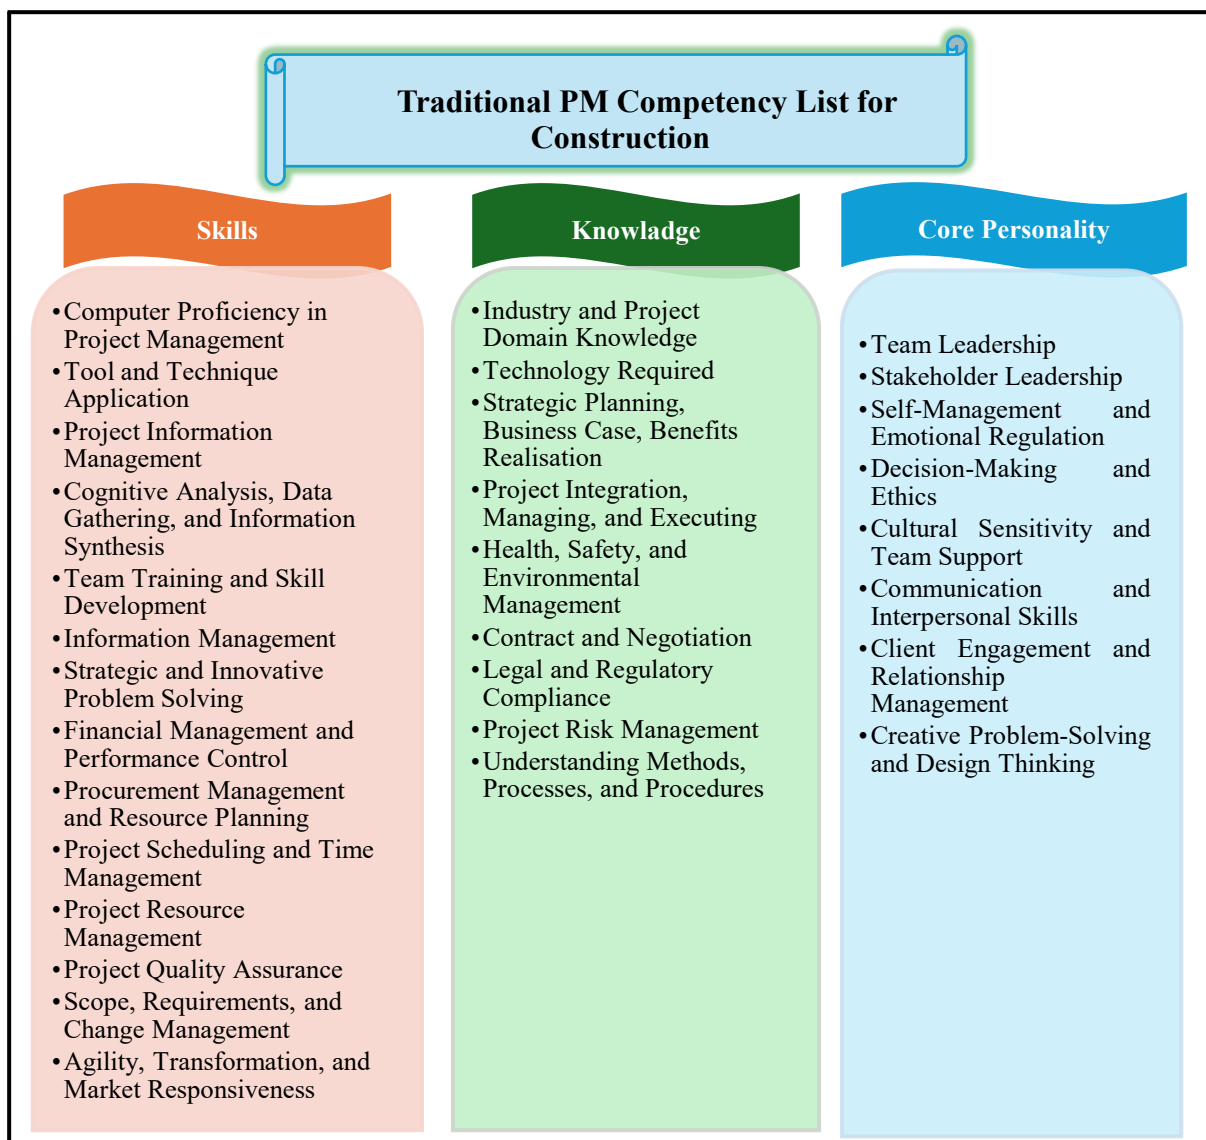 Traditional PM Competency List for
Construction
Skills
•Computer Proficiency in
Project Management
•Tool and Technique
Application
•Project Information
Management
•Cognitive Analysis, Data
Gathering, and Information
Synthesis
•Team Training and Skill
Development
•Information Management
•Strategic and Innovative
Problem Solving
•Financial Management and
Performance Control
•Procurement Management
and Resource Planning
•Project Scheduling and Time
Management
•Project Resource
Management
•Project Quality Assurance
•Scope, Requirements, and
Change Management
•Agility, Transformation, and
Market Responsiveness
Knowladge
•Industry and Project
Domain Knowledge
•Technology Required
•Strategic Planning,
Business Case, Benefits
Realisation
•Project Integration,
Managing, and Executing
•Health, Safety, and
Environmental
Management
•Contract and Negotiation
•Legal and Regulatory
Compliance
•Project Risk Management
•Understanding Methods,
Processes, and Procedures
Core Personality
•Team Leadership
•Stakeholder Leadership
•Self-Management and
Emotional Regulation
•Decision-Making and
Ethics
•Cultural Sensitivity and
Team Support
•Communication and
Interpersonal Skills
•Client Engagement and
Relationship
Management
•Creative Problem-Solving
and Design Thinking